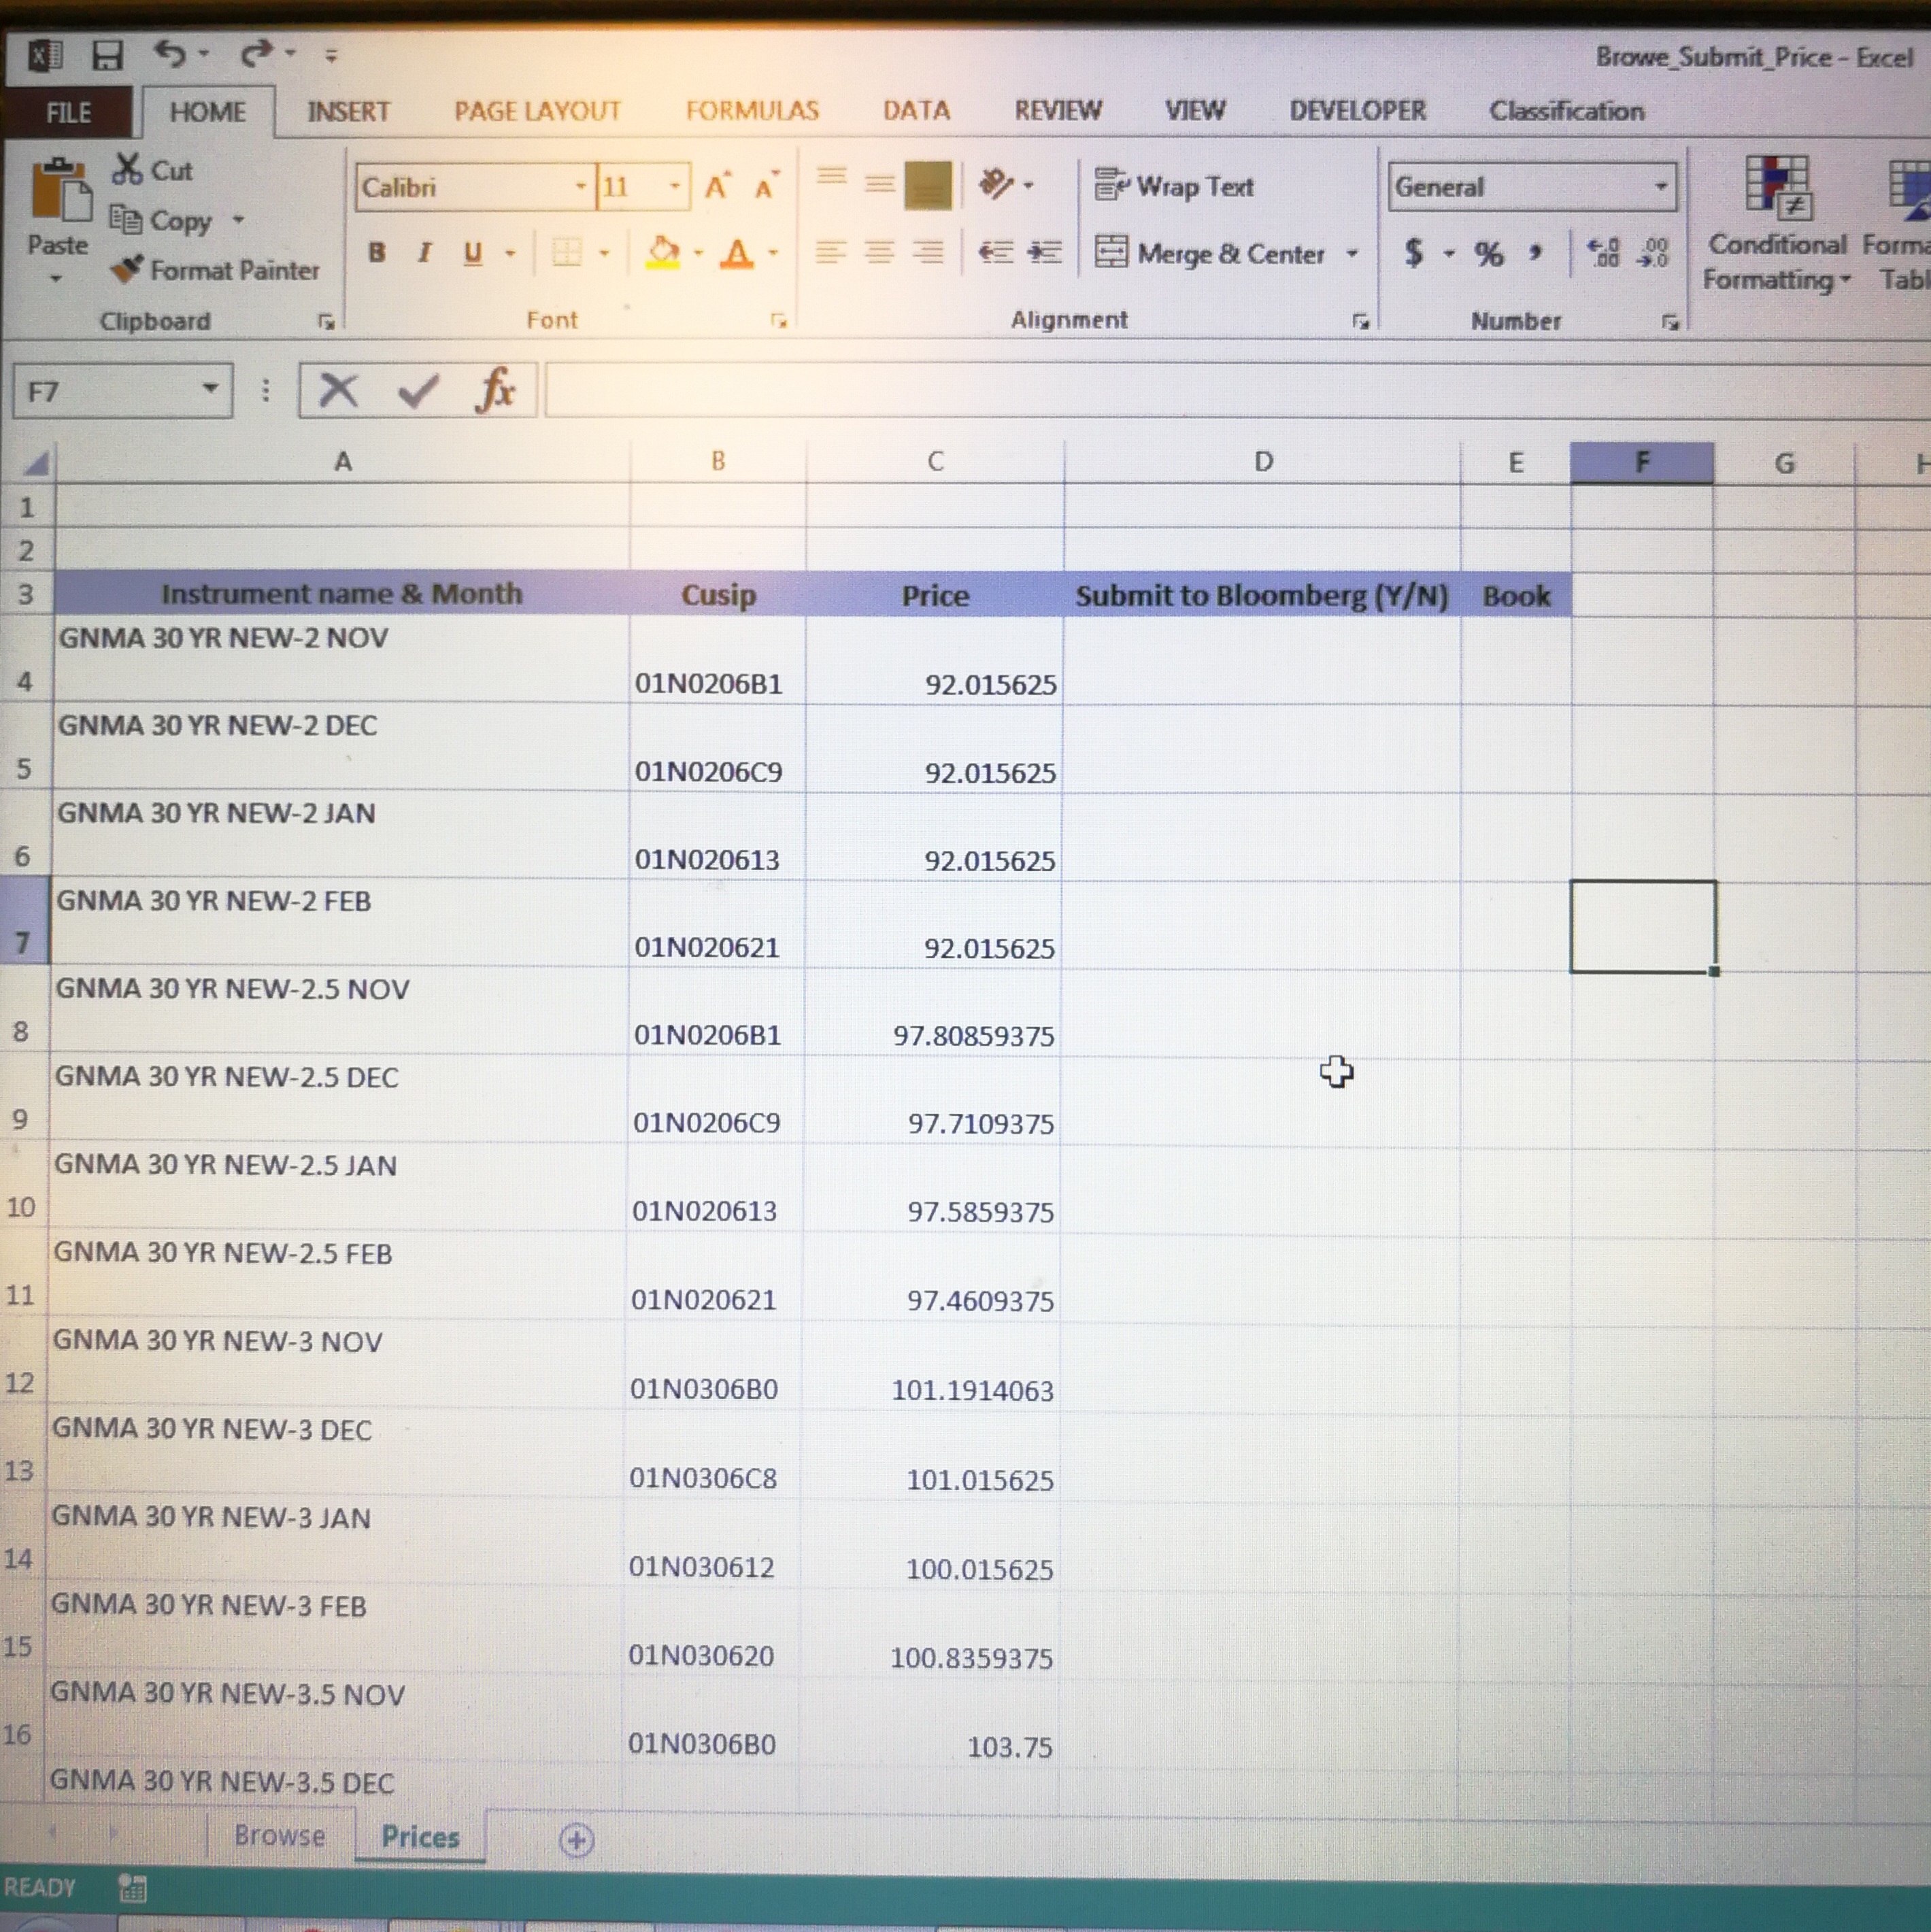 Browe_Submit_Price - Excel
FILE HOME INSERT PAGE LAYOUT FORMULAS DATA REVIEW VIEW DEVELOPER Classification
Paste
Cut
Copy
Format Painter
Clipboard
Calibri 11
B I U A
Font
Wrap Text
Merge & Center
Alignment
General
$ % ,
Number
Conditional
Formatting
F7
fx
A B C D E F G
1
2
3 Instrument name & Month Cusip Price Submit to Bloomberg (Y/N) Book
4 GNMA 30 YR NEW-2 NOV 01N0206B1 92.015625
5 GNMA 30 YR NEW-2 DEC 01N0206C9 92.015625
6 GNMA 30 YR NEW-2 JAN 01N020613 92.015625
7 GNMA 30 YR NEW-2 FEB 01N020621 92.015625
8 GNMA 30 YR NEW-2.5 NOV 01N0206B1 97.80859375
9 GNMA 30 YR NEW-2.5 DEC 01N0206C9 97.7109375
10 GNMA 30 YR NEW-2.5 JAN 01N020613 97.5859375
11 GNMA 30 YR NEW-2.5 FEB 01N020621 97.4609375
12 GNMA 30 YR NEW-3 NOV 01N0306B0 101.1914063
13 GNMA 30 YR NEW-3 DEC 01N0306C8 101.015625
14 GNMA 30 YR NEW-3 JAN 01N030612 100.015625
15 GNMA 30 YR NEW-3 FEB 01N030620 100.8359375
16 GNMA 30 YR NEW-3.5 NOV 01N0306B0 103.75
GNMA 30 YR NEW-3.5 DEC
Browse Prices
READY